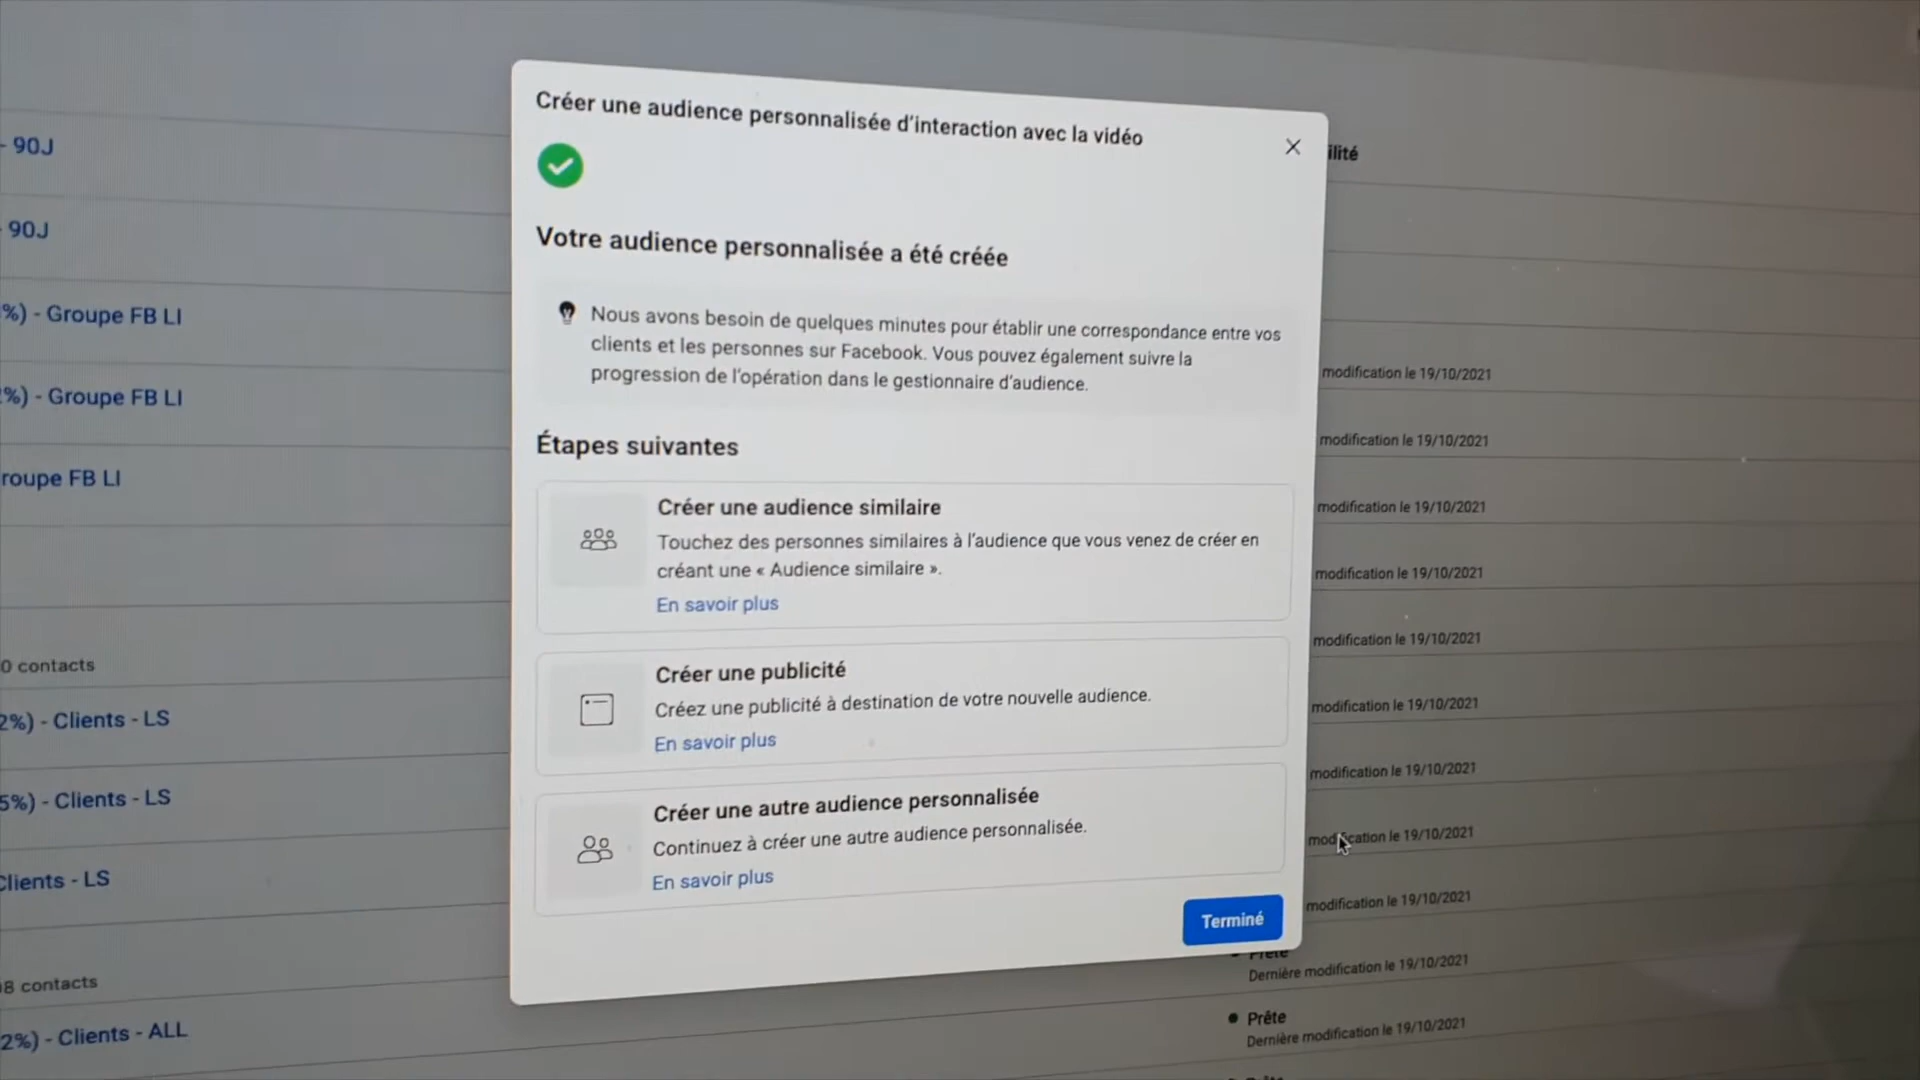 Créer une audience personnalisée d'interaction avec la vidéo
Votre audience personnalisée a été créée
Nous avons besoin de quelques minutes pour établir une correspondance entre vos
clients et les personnes sur Facebook. Vous pouvez également suivre la
progression de l'opération dans le gestionnaire d'audience.
Étapes suivantes
Créer une audience similaire
Touchez des personnes similaires à l'audience que vous venez de créer en
créant une « Audience similaire ».
En savoir plus
Créer une publicité
Créez une publicité à destination de votre nouvelle audience.
En savoir plus
Créer une autre audience personnalisée
Continuez à créer une autre audience personnalisée.
En savoir plus
Terminé
- 90J
- 90J
%) - Groupe FB LI
%) - Groupe FB LI
roupe FB LI
0 contacts
2%) - Clients - LS
5%) - Clients - LS
Clients - LS
8 contacts
2%) - Clients - ALL
ilité
modification le 19/10/2021
modification le 19/10/2021
modification le 19/10/2021
modification le 19/10/2021
modification le 19/10/2021
modification le 19/10/2021
modification le 19/10/2021
modification le 19/10/2021
modification le 19/10/2021
Prête
Dernière modification le 19/10/2021
Prête
Dernière modification le 19/10/2021